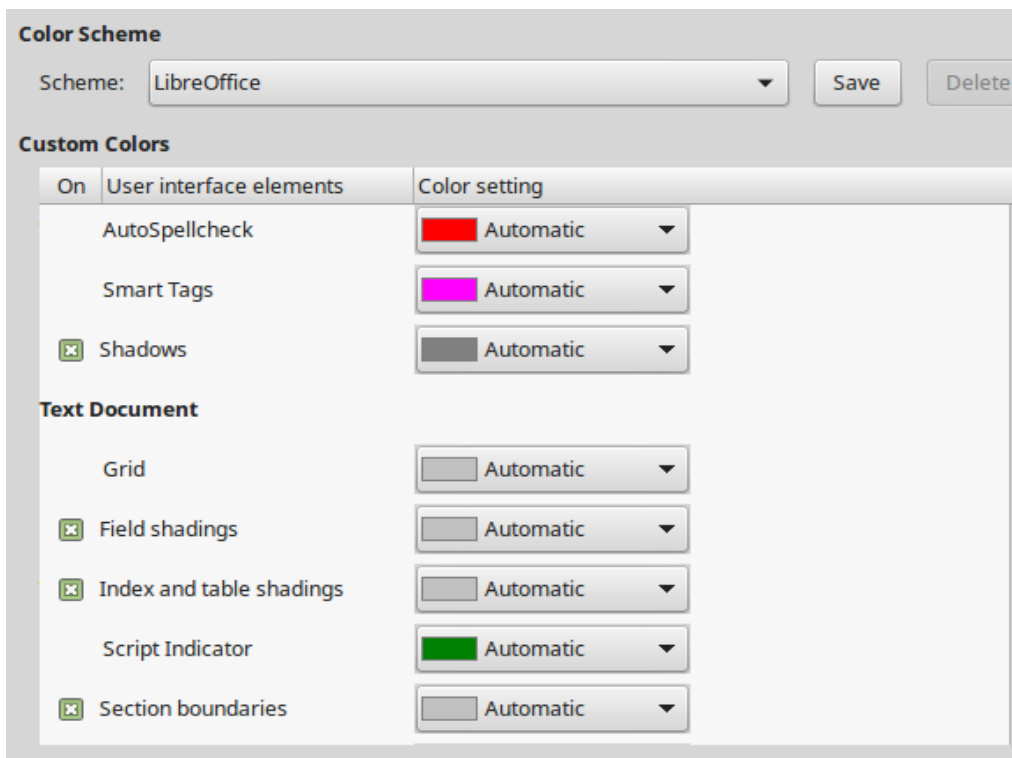 Color Scheme
Scheme: LibreOffice Save Delete
Custom Colors
On User interface elements Color setting
AutoSpellcheck Automatic
Smart Tags Automatic
Shadows Automatic
Text Document
Grid Automatic
Field shadings Automatic
Index and table shadings Automatic
Script Indicator Automatic
Section boundaries Automatic